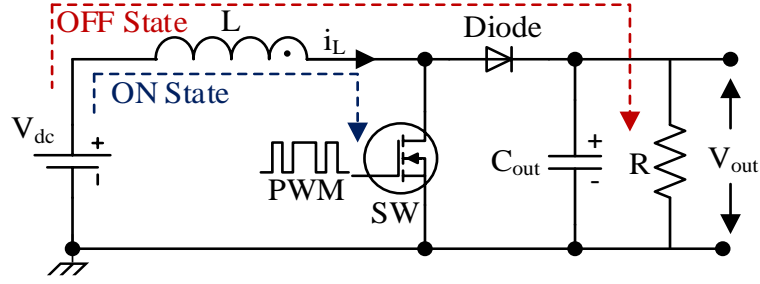 OFF State
L
i_L
Diode
ON State
V_dc
+
-
PWM
SW
C_out
+
-
R
V_out